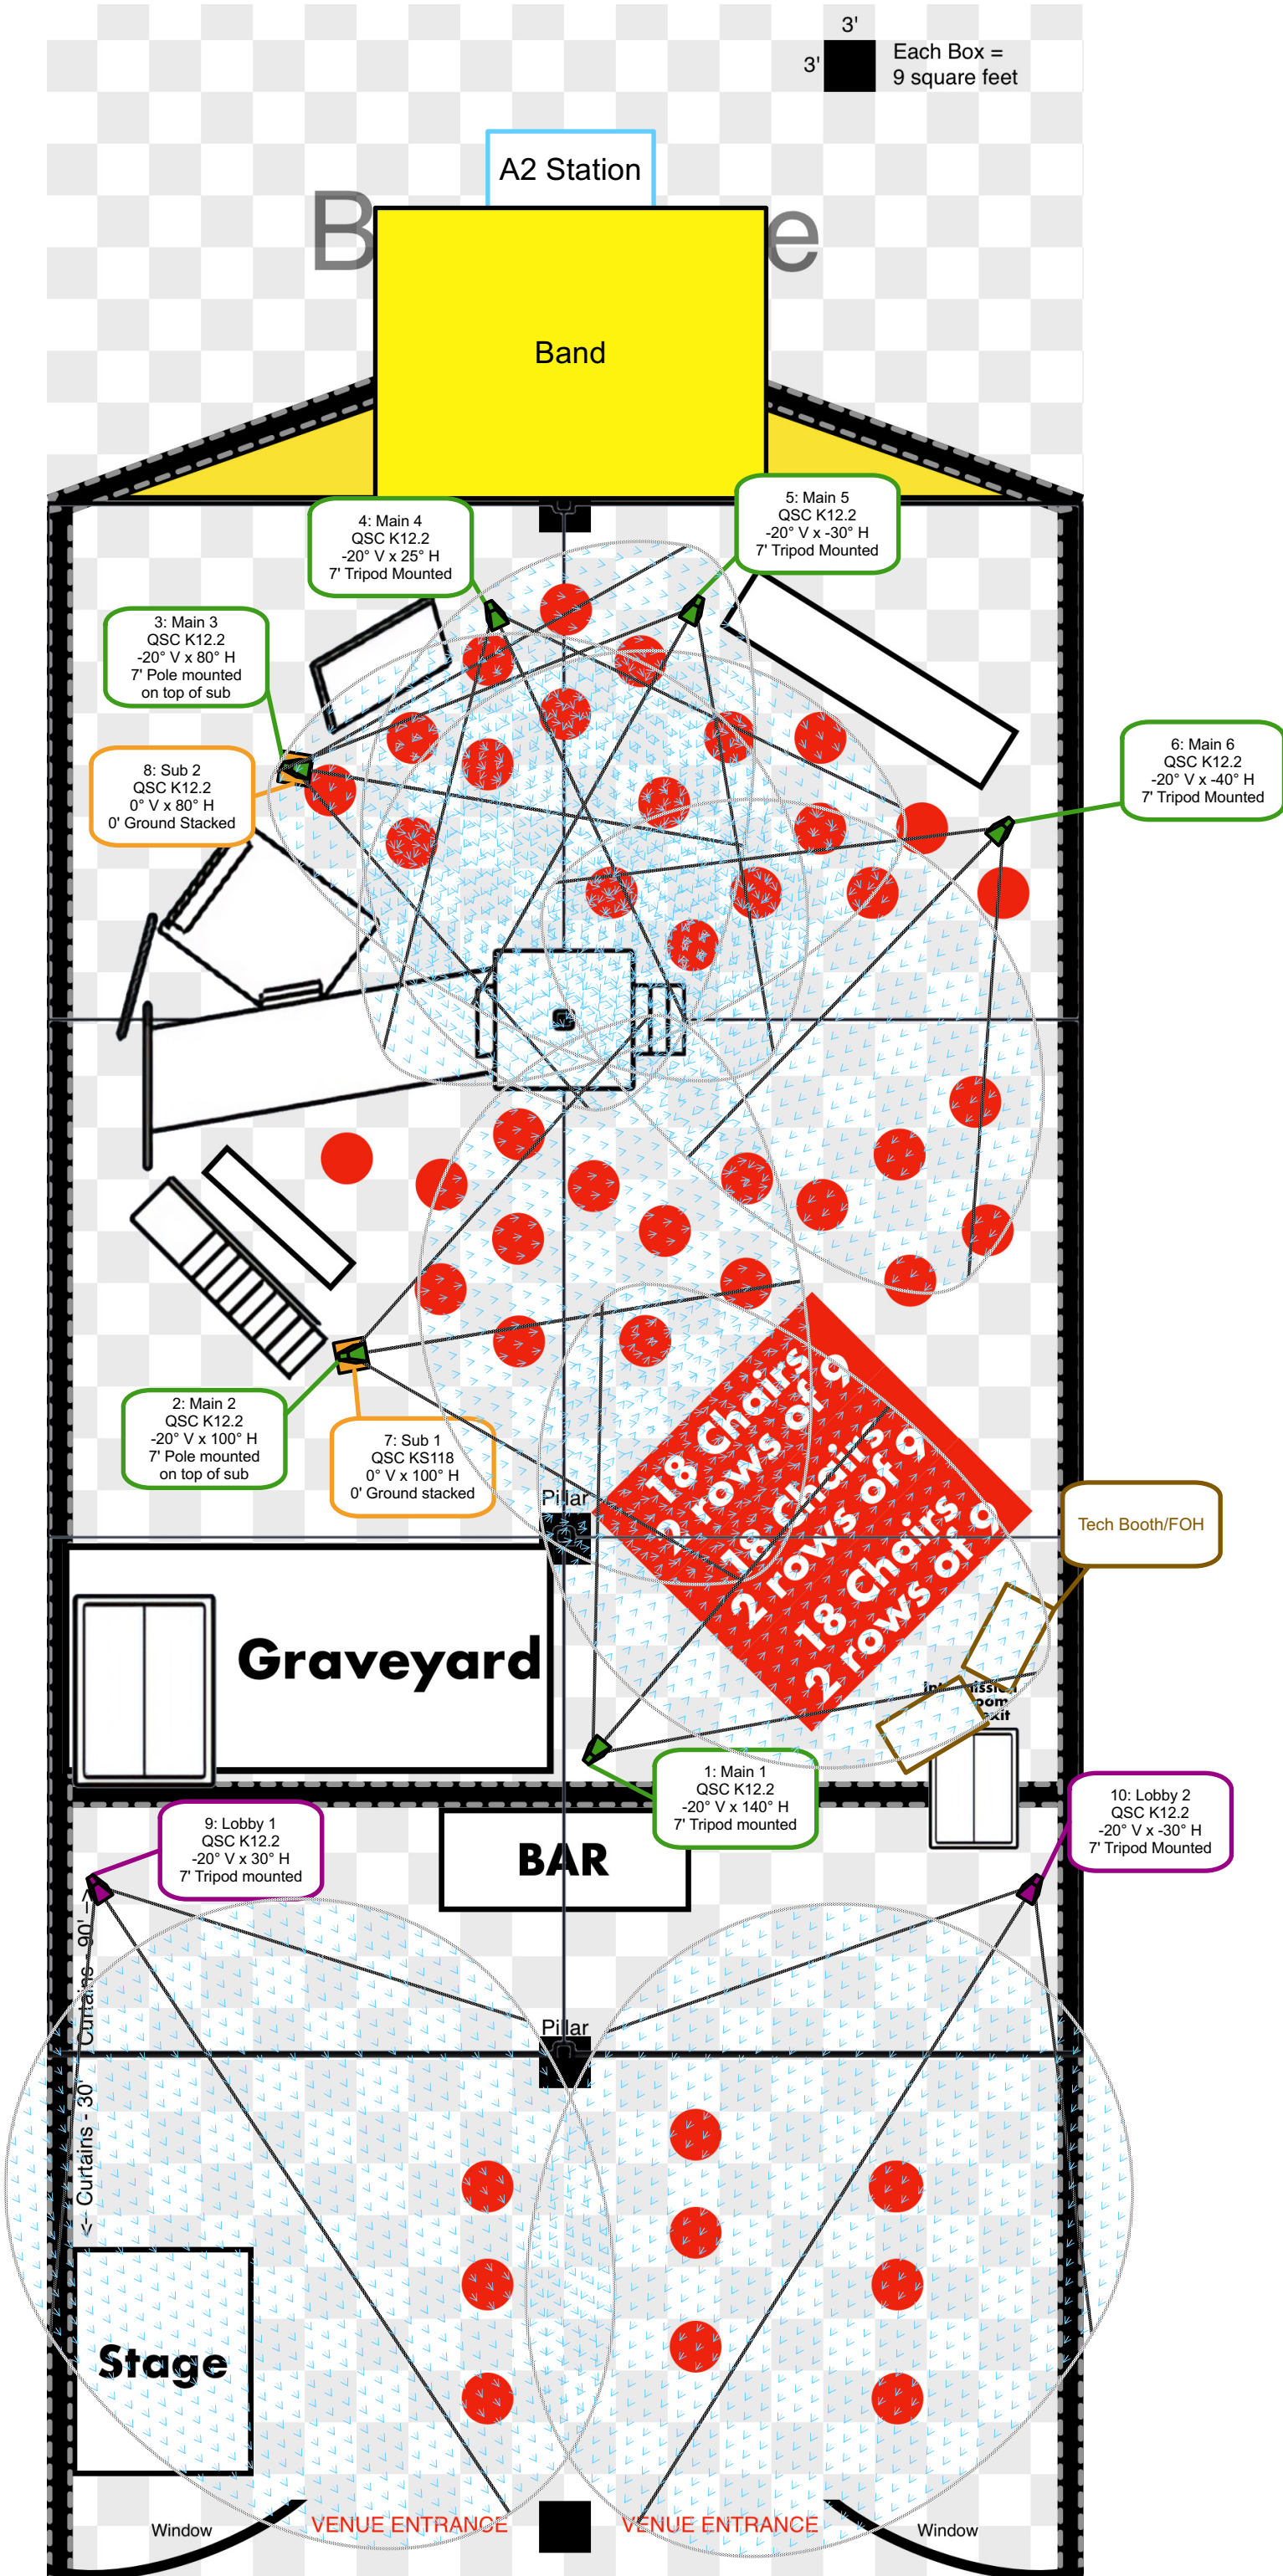 3'
3'
Each Box =
9 square feet
A2 Station
B
e
Band
5: Main 5
QSC K12.2
-20° V x -30° H
7' Tripod Mounted
4: Main 4
QSC K12.2
-20° V x 25° H
7' Tripod Mounted
3: Main 3
QSC K12.2
-20° V x 80° H
7' Pole mounted
on top of sub
6: Main 6
QSC K12.2
-20° V x -40° H
7' Tripod Mounted
8: Sub 2
QSC K12.2
0° V x 80° H
0' Ground Stacked
2: Main 2
QSC K12.2
-20° V x 100° H
7' Pole mounted
on top of sub
7: Sub 1
QSC KS118
0° V x 100° H
0' Ground stacked
18 Chairs
2 rows of 9
18 Chairs
2 rows of 9
18 Chairs
2 rows of 9
Pillar
Tech Booth/FOH
Graveyard
exit
1: Main 1
QSC K12.2
-20° V x 140° H
7' Tripod mounted
9: Lobby 1
QSC K12.2
-20° V x 30° H
7' Tripod mounted
10: Lobby 2
QSC K12.2
-20° V x -30° H
7' Tripod Mounted
BAR
Curtains - 90' -->
Pillar
<-- Curtains - 30'
Stage
Window
VENUE ENTRANCE
VENUE ENTRANCE
Window